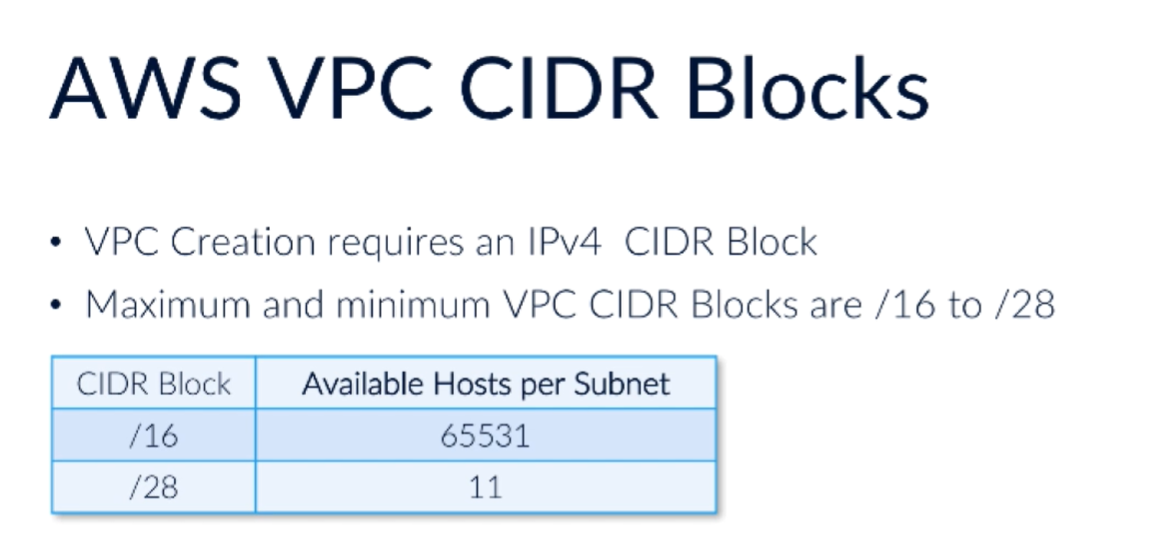 AWS VPC CIDR Blocks
• VPC Creation requires an IPv4  CIDR Block
• Maximum and minimum VPC CIDR Blocks are /16 to /28
CIDR Block Available Hosts per Subnet
/16 65531
/28 11